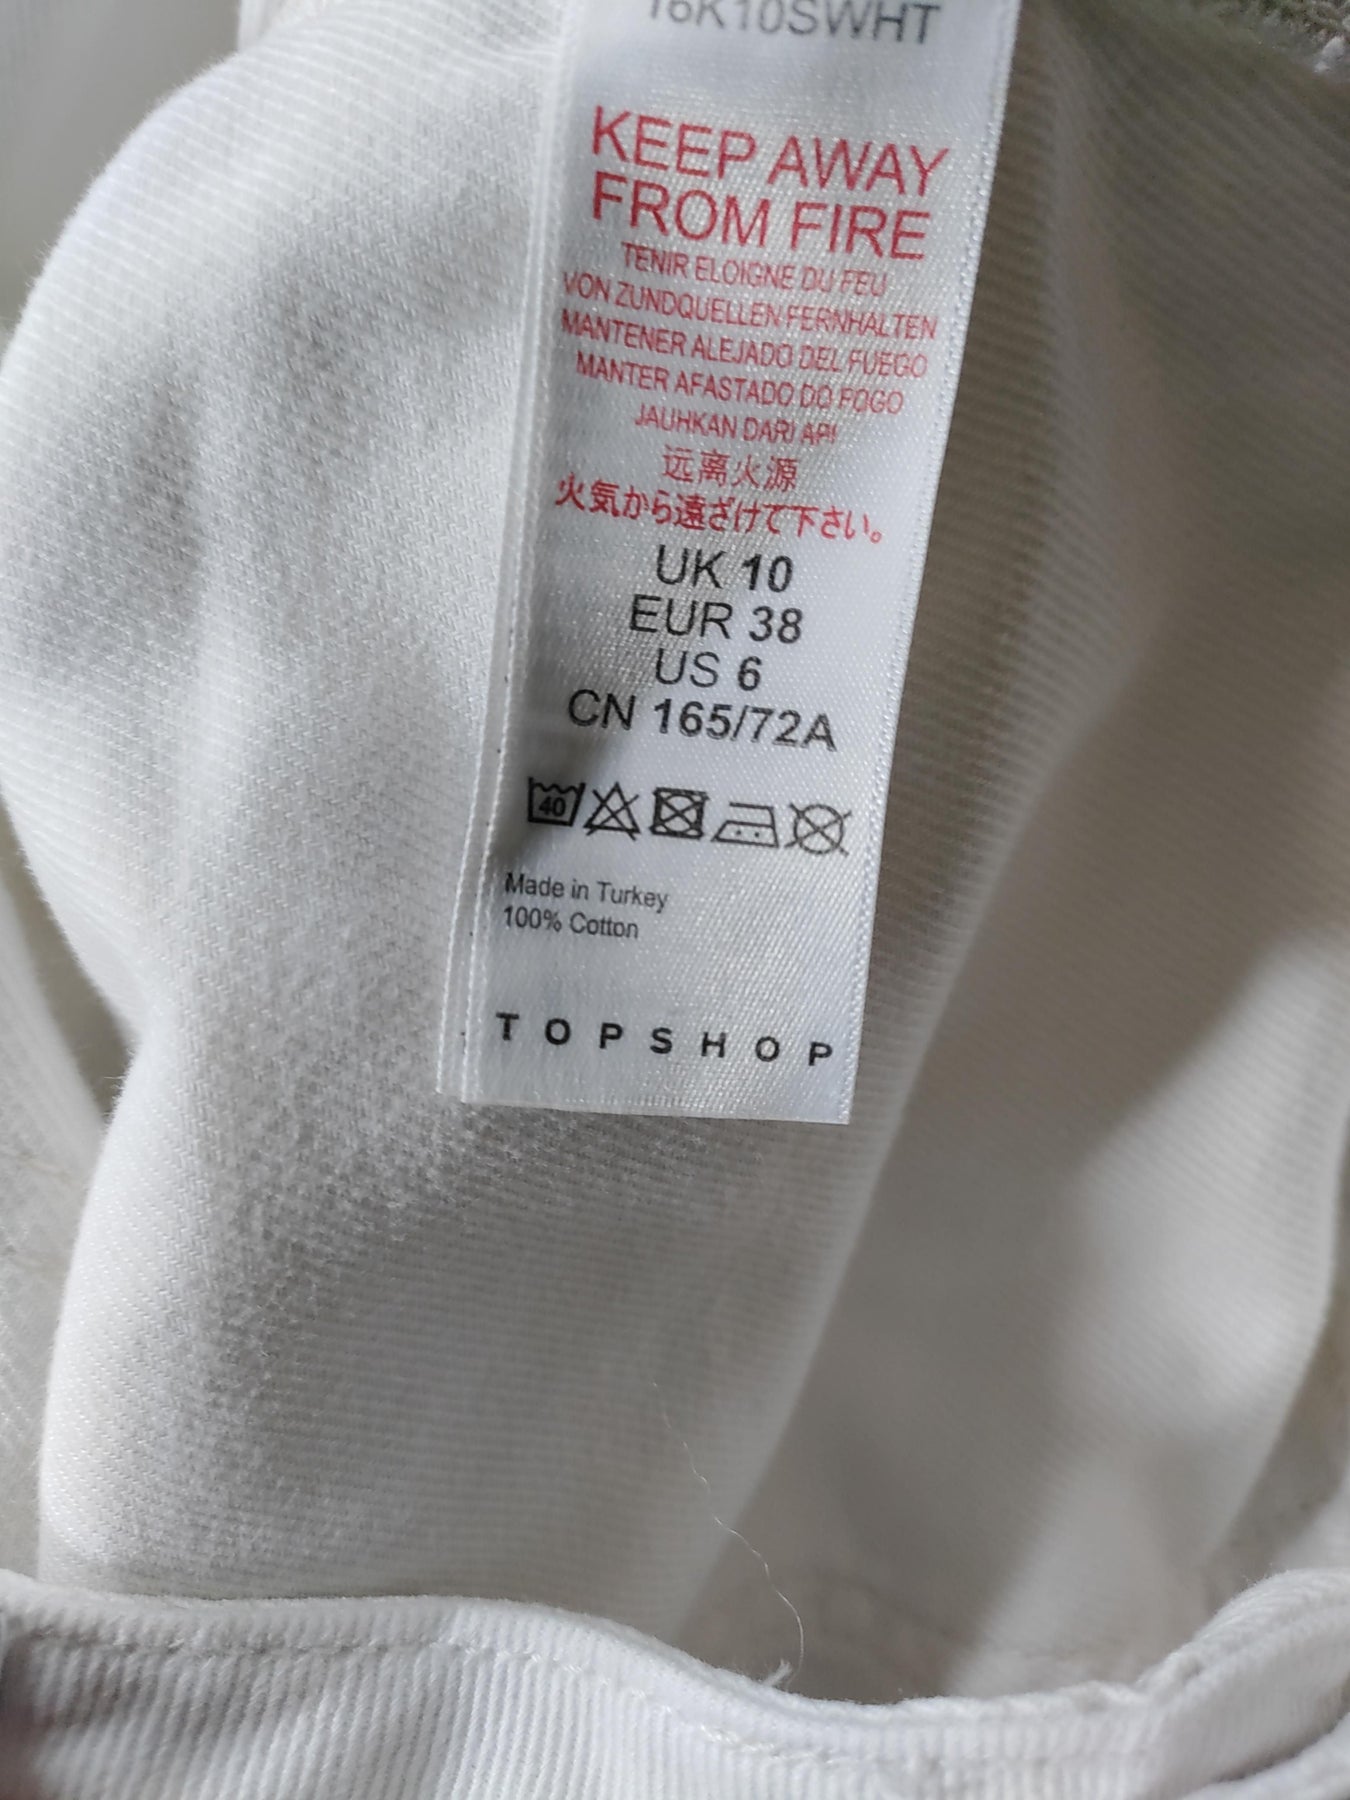 16K10SWHT
KEEP AWAY
FROM FIRE
TENIR ELOIGNE DU FEU
VON ZUNDQUELLEN FERNHALTEN
MANTENER ALEJADO DEL FUEGO
MANTER AFASTADO DO FOGO
JAUHKAN DARI API
远离火源
火気から遠ざけて下さい。
UK 10
EUR 38
US 6
CN 165/72A
40
Made in Turkey
100% Cotton
TOPSHOP